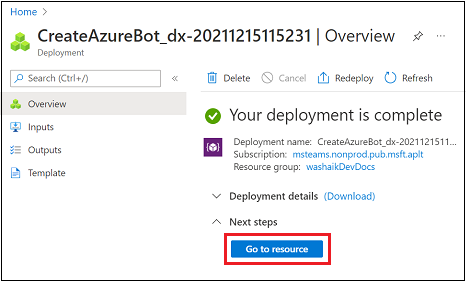 Home >
CreateAzureBot_dx-20211215115231 | Overview
Deployment
Search (Ctrl+/)
«
Delete
Cancel
Redeploy
Refresh
Overview
Inputs
Outputs
Template
Your deployment is complete
Deployment name: CreateAzureBot_dx-2021121511...
Subscription: msteams.nonprod.pub.msft.aplt
Resource group: washaikDevDocs
Deployment details (Download)
Next steps
Go to resource